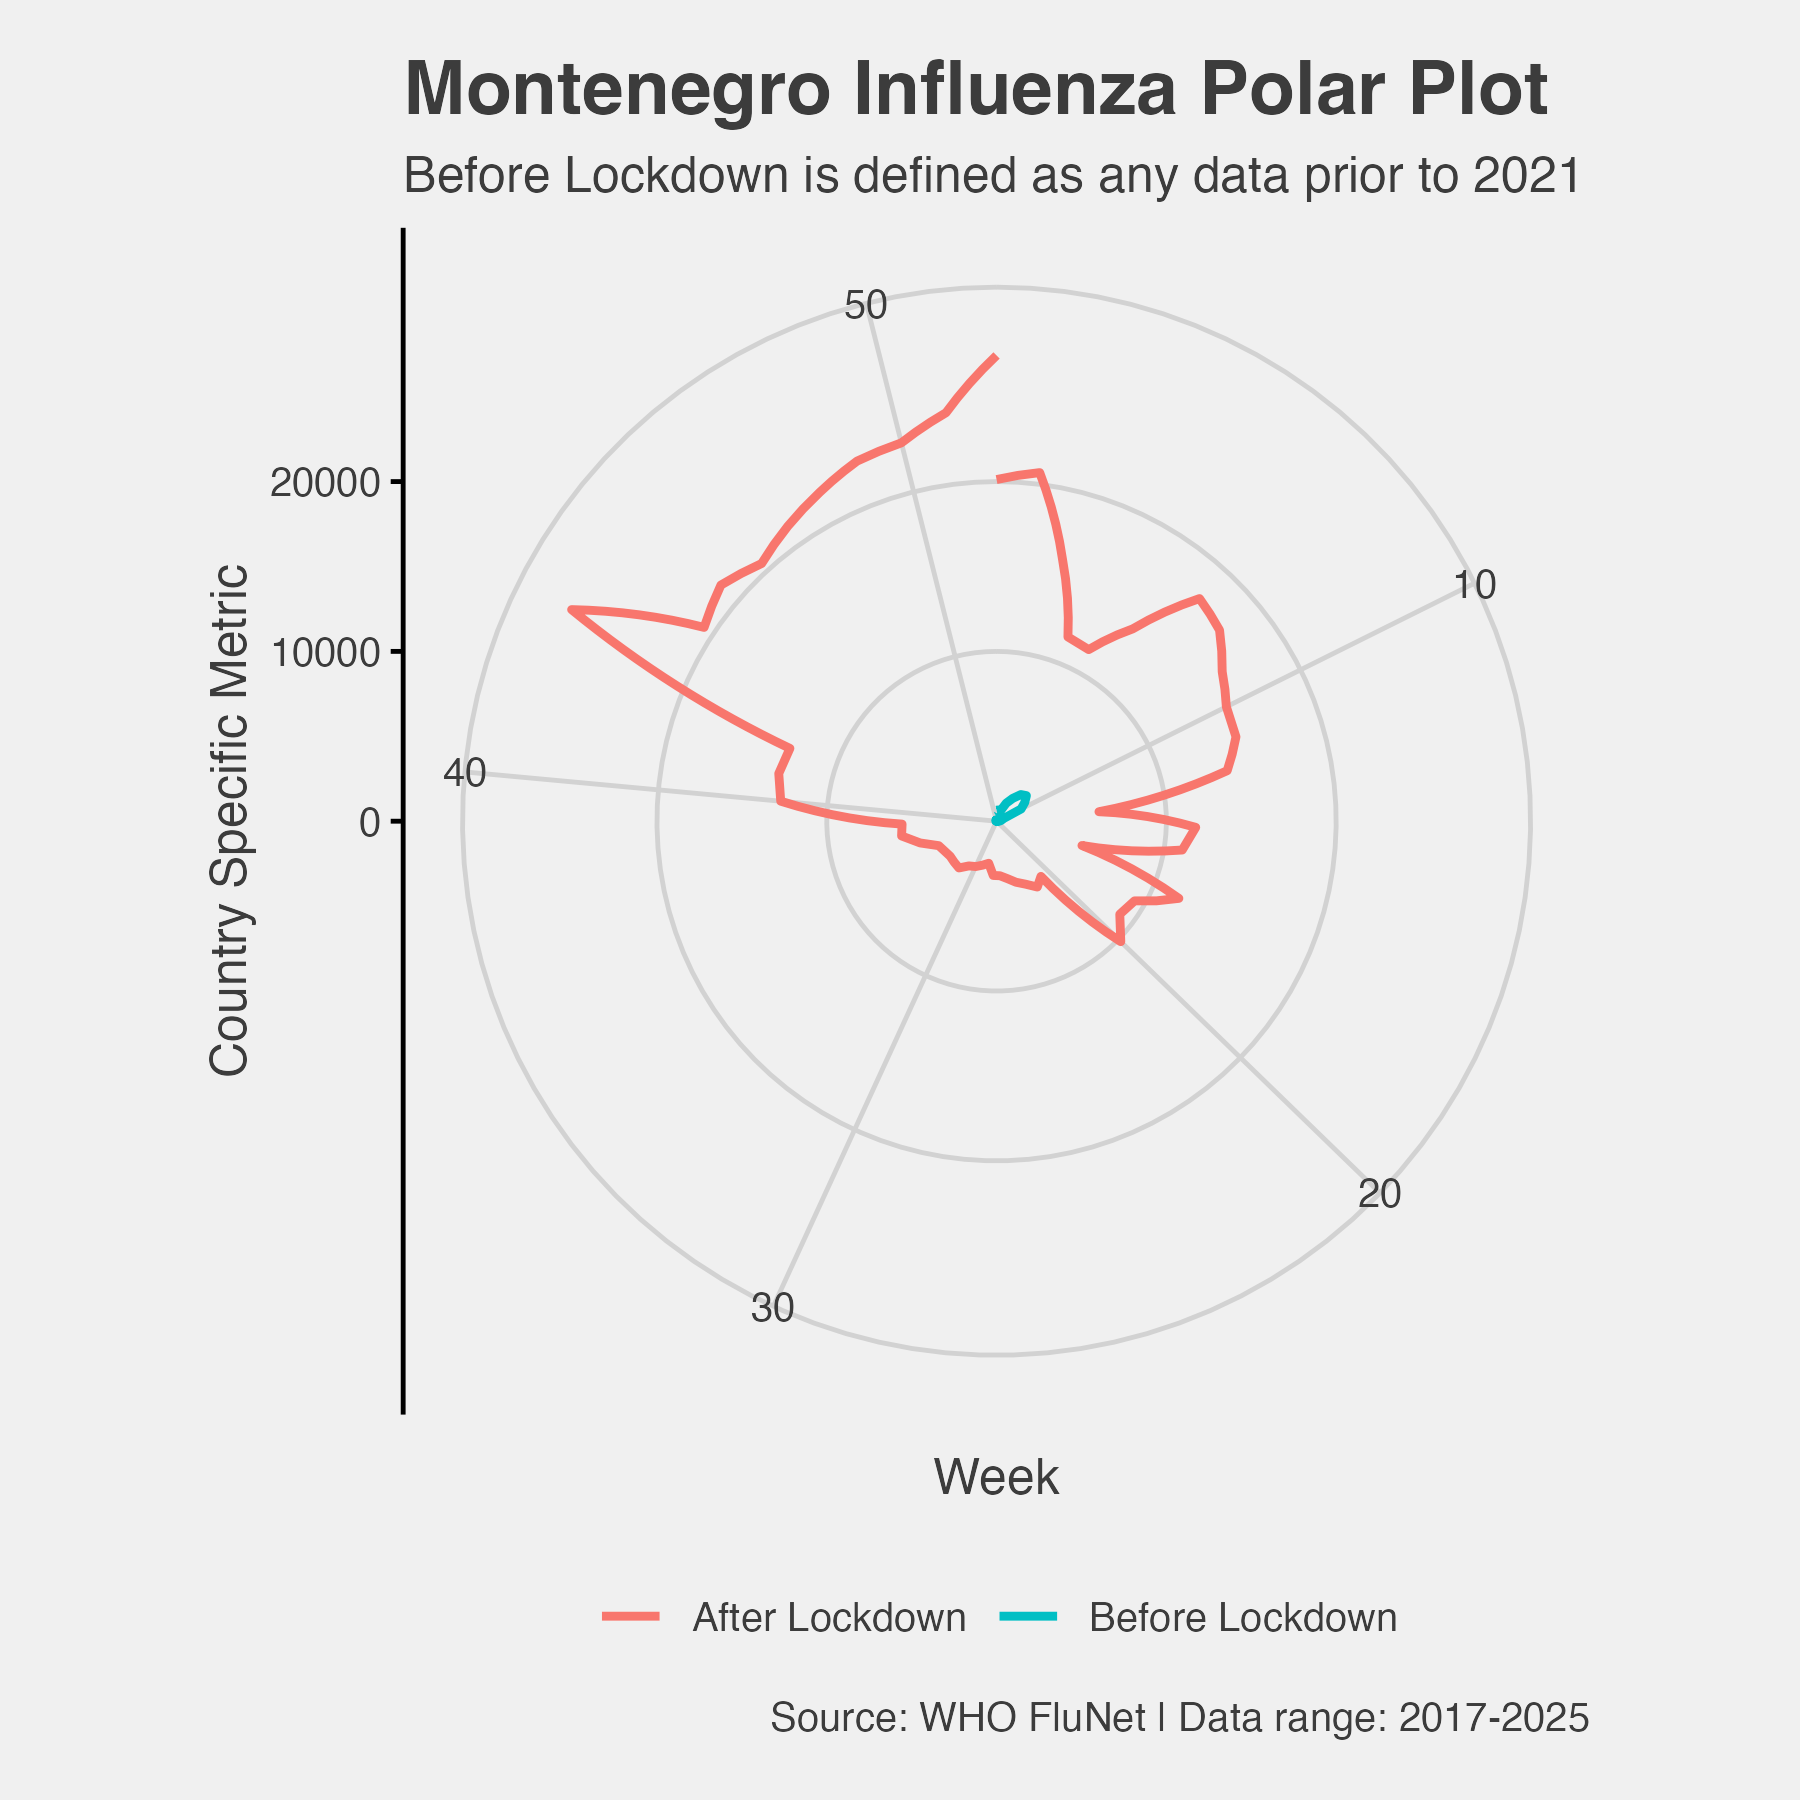 Montenegro Influenza Polar Plot
Before Lockdown is defined as any data prior to 2021
50
10
20
30
40
20000
10000
0
Country Specific Metric
Week
After Lockdown
Before Lockdown
Source: WHO FluNet | Data range: 2017-2025